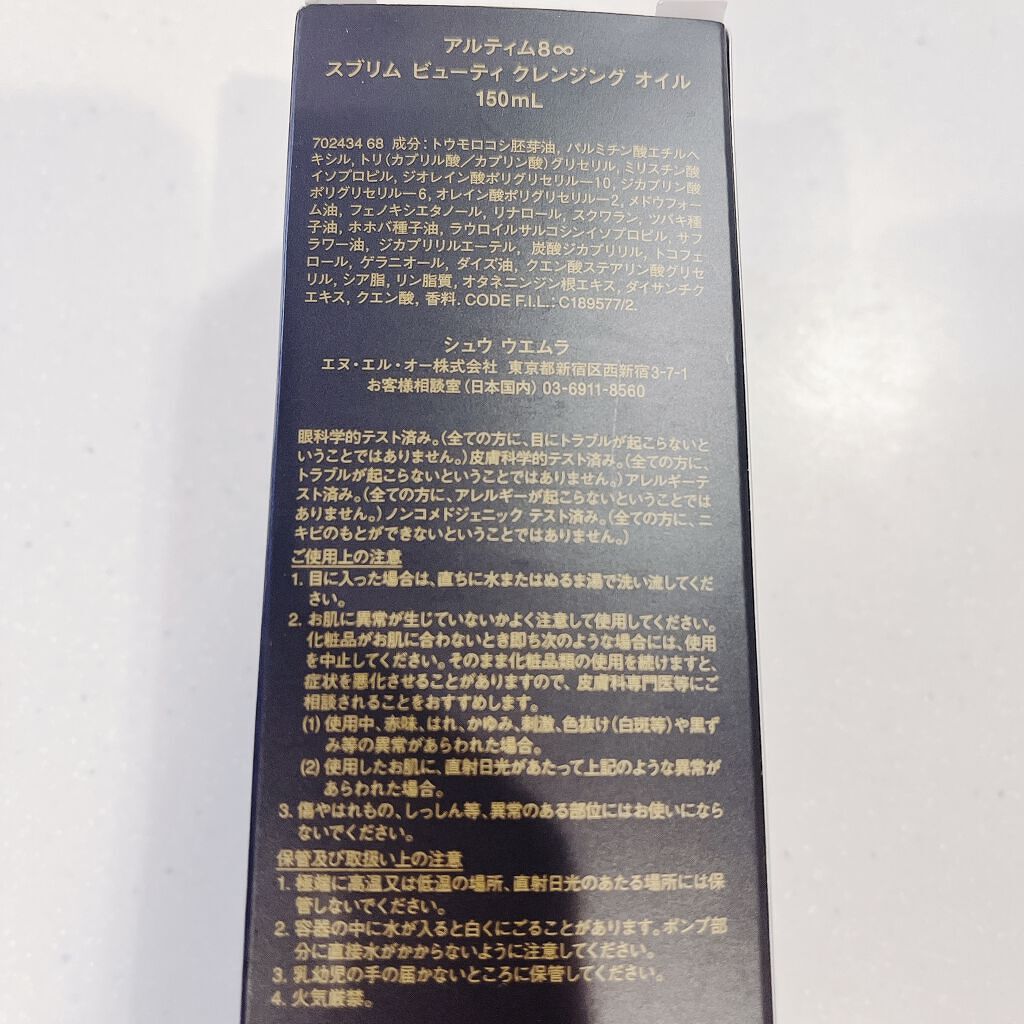 アルティム8∞
スブリム ビューティ クレンジング オイル
150mL
702434 68 成分：トウモロコシ胚芽油, パルミチン酸エチルヘ
キシル, トリ（カプリル酸／カプリン酸）グリセリル, ミリスチン酸
イソプロピル, ジオレイン酸ポリグリセリル－10, ジカプリン酸
ポリグリセリル－6, オレイン酸ポリグリセリル－2, メドウフォー
ム油, フェノキシエタノール, リナロール, スクワラン, ツバキ種
子油, ホホバ種子油, ラウロイルサルコシンイソプロピル, サフ
ラワー油, ジカプリリルエーテル, 炭酸ジカプリリル, トコフェ
ロール, ゲラニオール, ダイズ油, クエン酸ステアリン酸グリセ
リル, シア脂, リン脂質, オタネニンジン根エキス, ダイサンチク
エキス, クエン酸, 香料. CODE F.I.L.: C189577/2.
シュウ ウエムラ
エヌ・エル・オー株式会社 東京都新宿区西新宿3-7-1
お客様相談室（日本国内）03-6911-8560
眼科学的テスト済み。（全ての方に、目にトラブルが起こらないと
いうことではありません。）皮膚科学的テスト済み。（全ての方に、
トラブルが起こらないということではありません。）アレルギーテ
スト済み。（全ての方に、アレルギーが起こらないということでは
ありません。）ノンコメドジェニック テスト済み。（全ての方に、ニ
キビのもとができないということではありません。）
ご使用上の注意
1. 目に入った場合は、直ちに水またはぬるま湯で洗い流してくだ
さい。
2. お肌に異常が生じていないかよく注意して使用してください。
化粧品がお肌に合わないとき即ち次のような場合には、使用
を中止してください。そのまま化粧品類の使用を続けますと、
症状を悪化させることがありますので、皮膚科専門医等にご
相談されることをおすすめします。
(1) 使用中、赤味、はれ、かゆみ、刺激、色抜け（白斑等）や黒ず
み等の異常があらわれた場合。
(2) 使用したお肌に、直射日光があたって上記のような異常が
あらわれた場合。
3. 傷やはれもの、しっしん等、異常のある部位にはお使いになら
ないでください。
保管及び取扱い上の注意
1. 極端に高温又は低温の場所、直射日光のあたる場所には保
管しないでください。
2. 容器の中に水が入ると白くにごることがあります。ポンプ部
分に直接水がかからないように注意してください。
3. 乳幼児の手の届かないところに保管してください。
4. 火気厳禁。